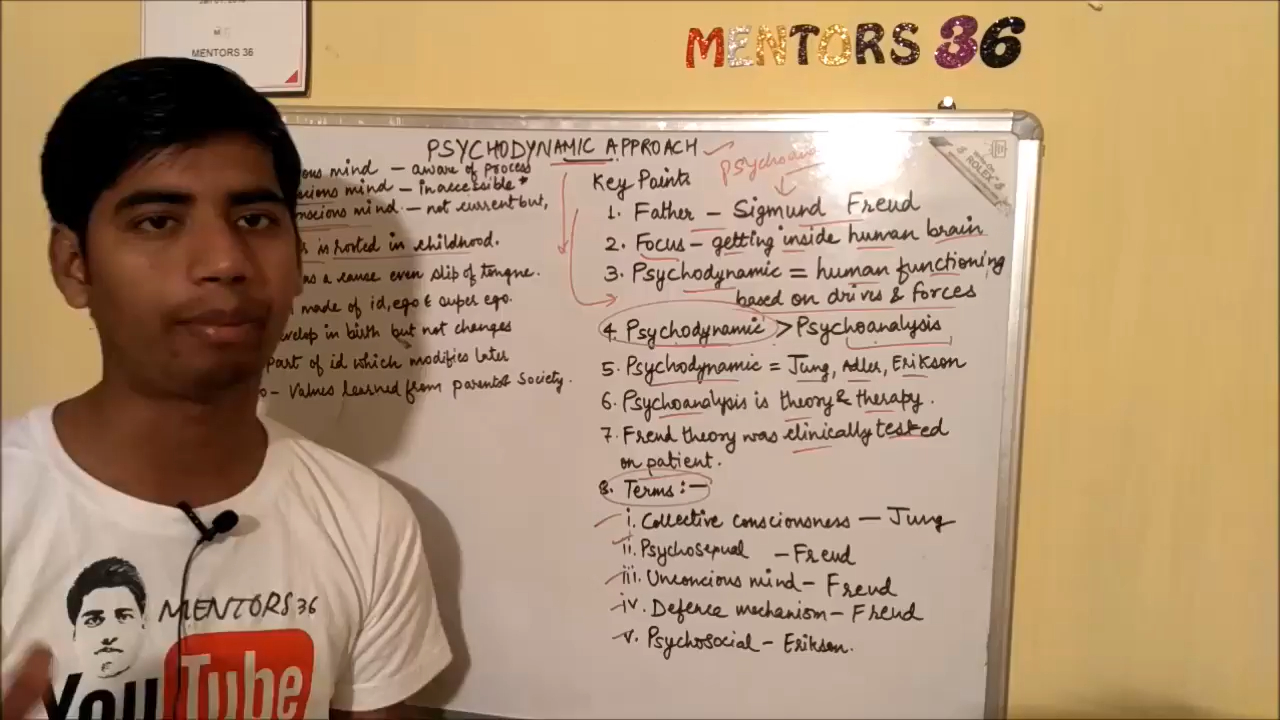 MENTORS 36
MENTORS 36
PSYCHODYNAMIC APPROACH
mind - aware of process
mind - inaccessible*
mind - not current but,
is rooted in childhood.
a cause even slip of tongue.
made of id, ego & super ego.
in birth but not changes
part of id which modifies later
- Values learned from parents & Society.
Key Points
1. Father - Sigmund Freud
2. Focus - getting inside human brain
3. Psychodynamic = human functioning
based on drives & forces
4. Psychodynamic > Psychoanalysis
5. Psychodynamic = Jung, Adler, Erikson
6. Psychoanalysis is theory & therapy.
7. Freud theory was clinically tested
on patient.
8. Terms :-
i. Collective consciousness - Jung
ii. Psychosexual - Freud
iii. Unconcious mind - Freud
iv. Defence mechanism - Freud
v. Psychosocial - Erikson.
ROLEX
MENTORS 36
YouTube